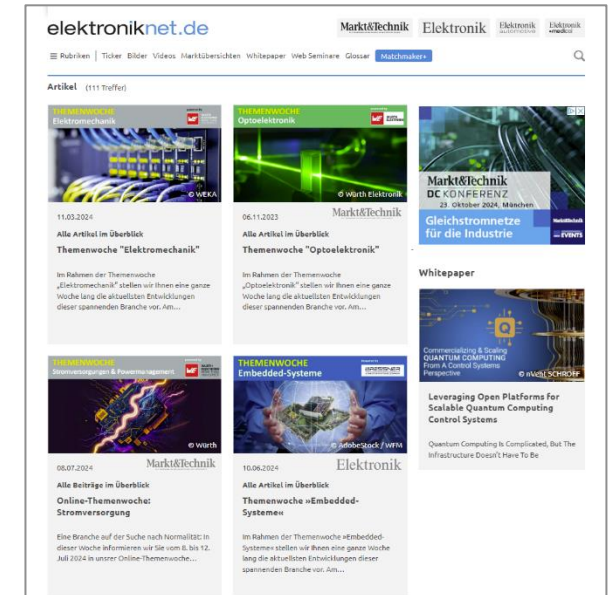 elektroniknet.de
Markt&Technik Elektronik Elektronik automotive Elektronik medical
Rubriken Ticker Bilder Videos Marktübersichten Whitepaper Web Seminare Glossar Matchmaker+
Artikel (111 Treffer)
THEMENWOCHE
Elektromechanik
© WEKA
11.03.2024
Alle Artikel im Überblick
Themenwoche "Elektromechanik"
Im Rahmen der Themenwoche
„Elektromechanik" stellen wir Ihnen eine ganze
Woche lang die aktuellsten Entwicklungen
dieser spannenden Branche vor. Am...
THEMENWOCHE
Optoelektronik
© Würth Elektronik
06.11.2023 Markt&Technik
Alle Artikel im Überblick
Themenwoche "Optoelektronik"
Im Rahmen der Themenwoche
„Optoelektronik" stellen wir Ihnen eine ganze
Woche lang die aktuellsten Entwicklungen
dieser spannenden Branche vor. Am...
Markt&Technik
DC KONFERENZ
23. Oktober 2024, München
Gleichstromnetze
für die Industrie
Markt&Technik
EVENTS
THEMENWOCHE
Stromversorgungen & Powermanagement
© Würth
08.07.2024 Markt&Technik
Alle Beiträge im Überblick
Online-Themenwoche:
Stromversorgung
Eine Branche auf der Suche nach Normalität: In
dieser Woche informieren wir Sie vom 8. bis 12.
Juli 2024 in unsrer Online-Themenwoche...
THEMENWOCHE
Embedded-Systeme
© AdobeStock / WFM
10.06.2024 Elektronik
Alle Artikel im Überblick
Themenwoche »Embedded-
Systeme«
Im Rahmen der Themenwoche »Embedded-
Systeme« stellen wir Ihnen eine ganze Woche
lang die aktuellsten Entwicklungen dieser
spannenden Branche vor. Am...
Whitepaper
Commercializing & Scaling
QUANTUM COMPUTING
From A Control Systems
Perspective
© nVent SCHROFF
Leveraging Open Platforms for
Scalable Quantum Computing
Control Systems
Quantum Computing Is Complicated, But The
Infrastructure Doesn't Have To Be